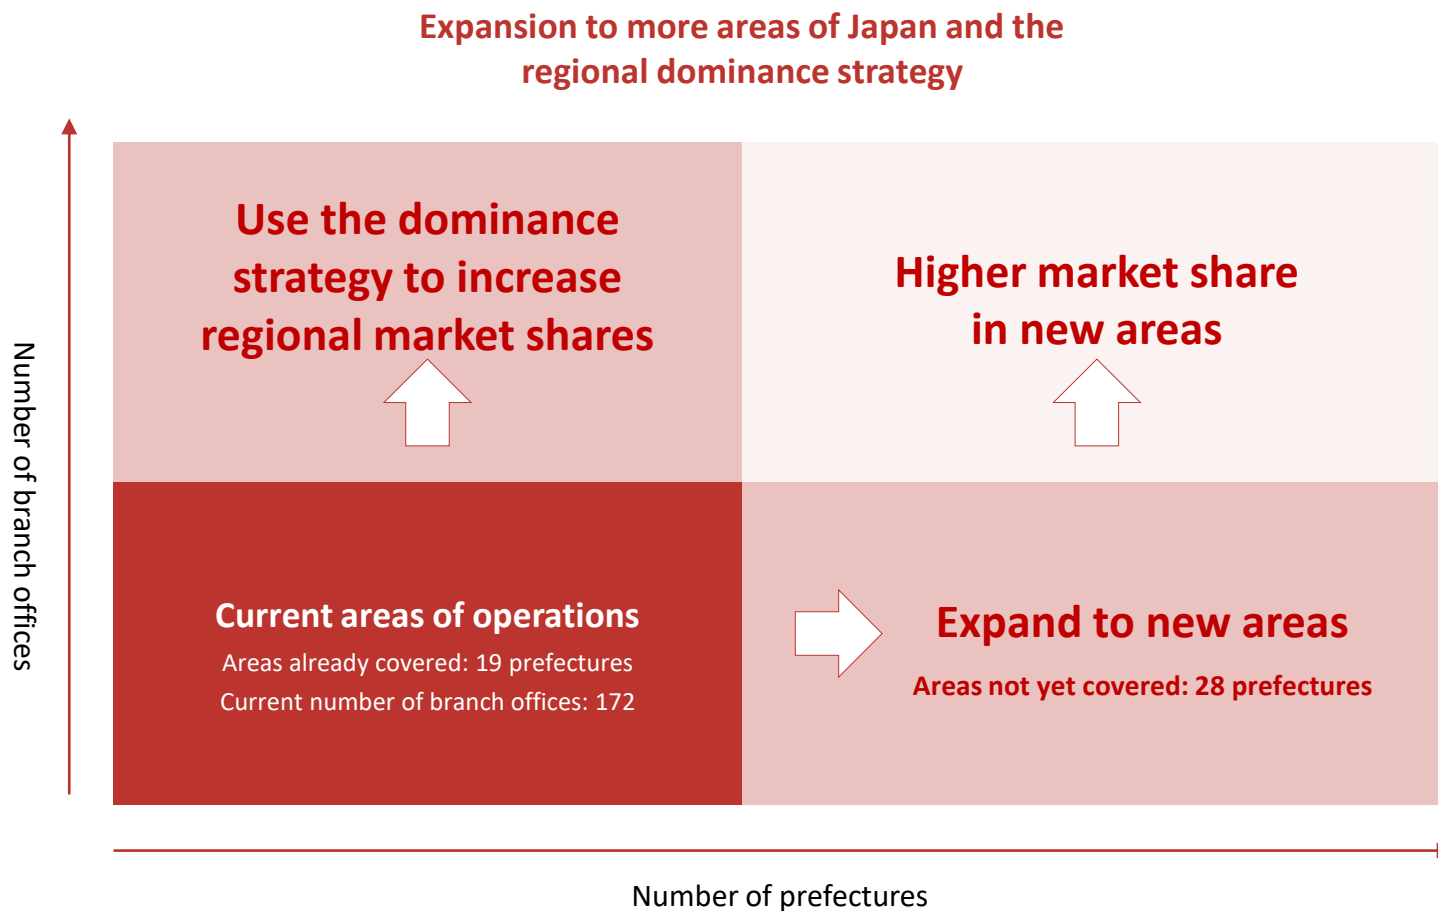 Expansion to more areas of Japan and the
regional dominance strategy
Number of branch offices
Use the dominance
strategy to increase
regional market shares
Higher market share
in new areas
Current areas of operations
Areas already covered: 19 prefectures
Current number of branch offices: 172
Expand to new areas
Areas not yet covered: 28 prefectures
Number of prefectures